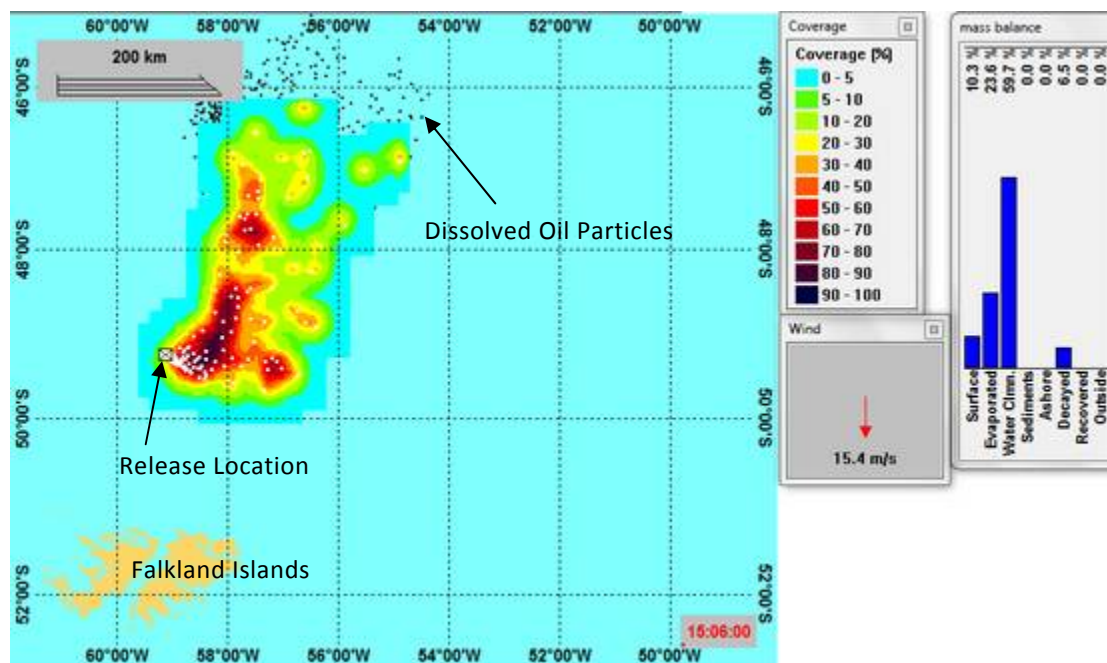 60°00'W 58°00'W 56°00'W 54°00'W 52°00'W 50°00'W
200 km
46°00'S
46°00'S
Dissolved Oil Particles
48°00'S
48°00'S
Release Location
50°00'S
50°00'S
Falkland Islands
52°00'S
52°00'S
15:06:00
60°00'W 58°00'W 56°00'W 54°00'W 52°00'W 50°00'W
Coverage
Coverage (%)
0 - 5
5 - 10
10 - 20
20 - 30
30 - 40
40 - 50
50 - 60
60 - 70
70 - 80
80 - 90
90 - 100
Wind
15.4 m/s
mass balance
10.3 %
23.6 %
59.7 %
0.0 %
0.0 %
6.5 %
0.0 %
0.0 %
Surface
Evaporated
Water Clmn.
Sediments
Ashore
Decayed
Recovered
Outside